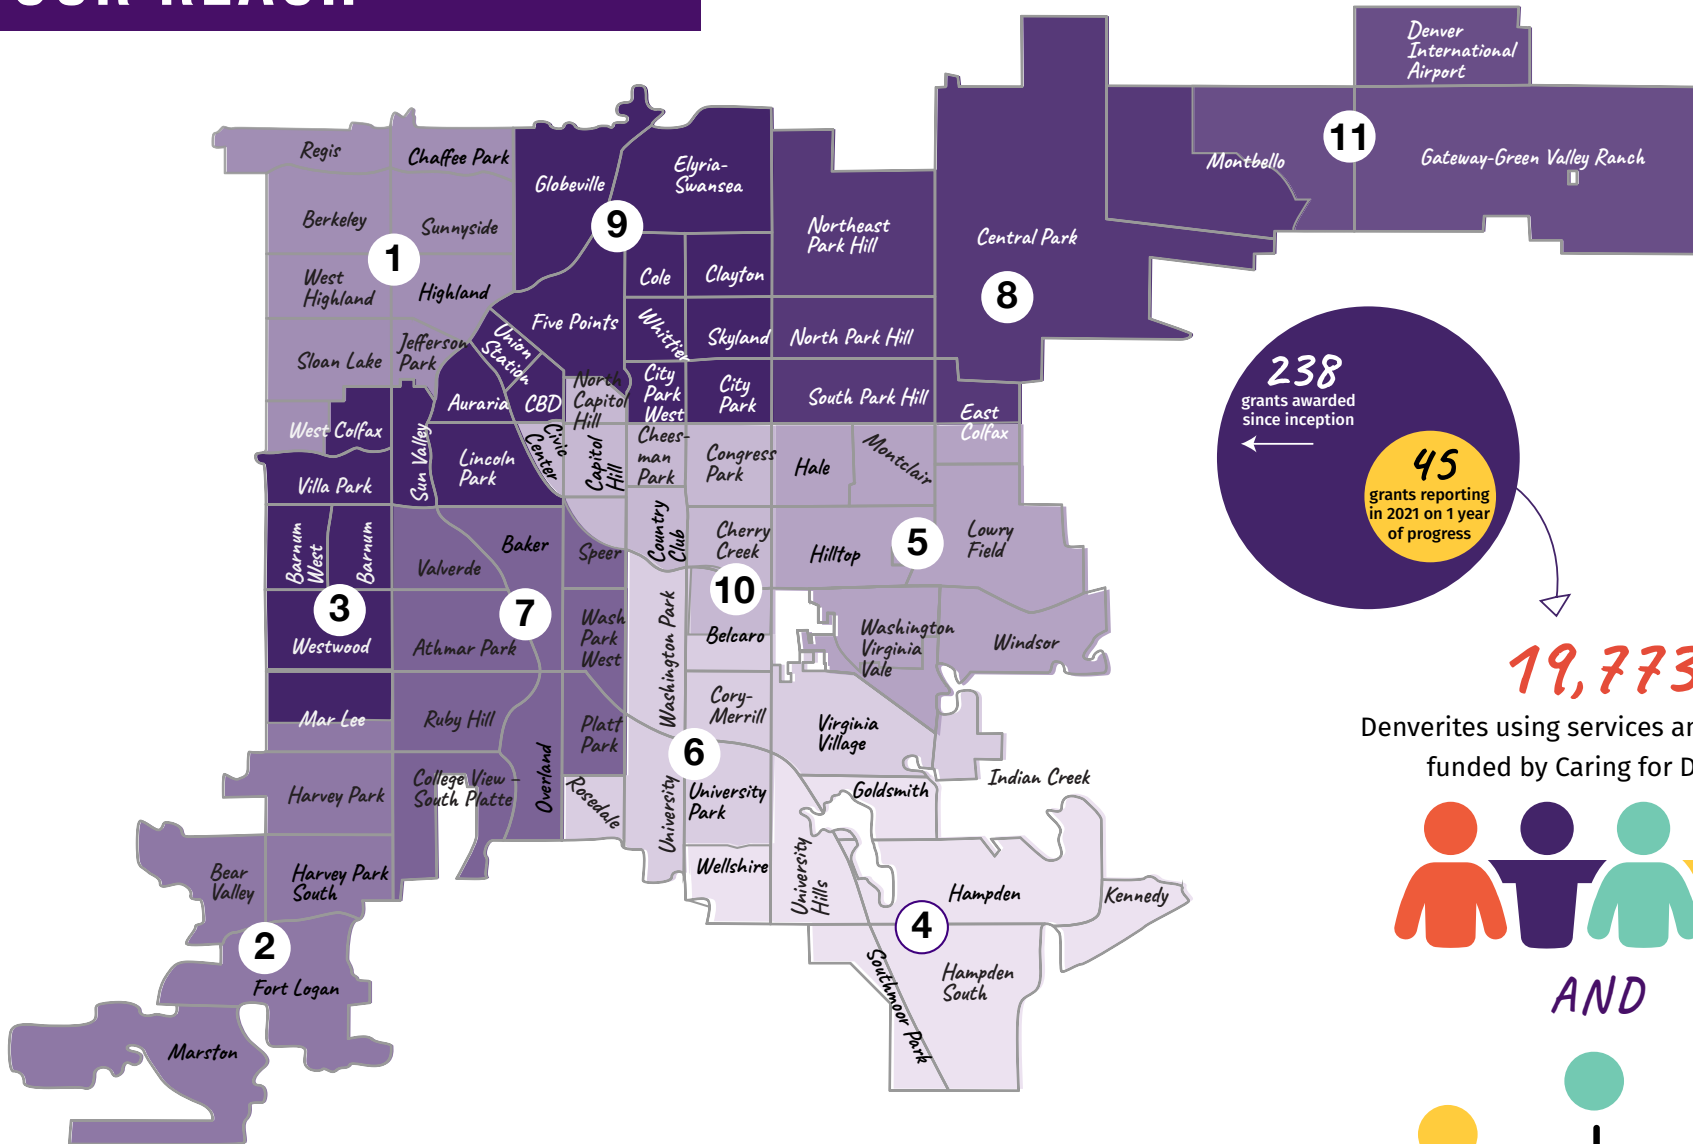 OUR REACH
Denver
International
Airport
11
Regis
Chaffee Park
Globeville
Elyria-
Swansea
Montbello
Gateway-Green Valley Ranch
Berkeley
Sunnyside
9
Northeast
Park Hill
Central Park
1
West
Highland
Highland
Cole
Clayton
8
Five Points
Whittier
Skyland
North Park Hill
Union
Station
Sloan Lake
Jefferson
Park
North
Capitol
Hill
City
Park
West
City
Park
South Park Hill
Auraria
CBD
East
Colfax
West Colfax
Sun Valley
Lincoln
Park
Civic
Center
Capitol
Hill
Chees-
man
Park
Congress
Park
Hale
Montclair
Villa Park
Barnum
West
Barnum
Valverde
Baker
Speer
Country
Club
Cherry
Creek
Hilltop
5
Lowry
Field
3
7
10
Westwood
Athmar Park
Wash
Park
West
Washington Park
Belcaro
Washington
Virginia
Vale
Windsor
Mar Lee
Ruby Hill
Platt
Park
Cory-
Merrill
Virginia
Village
6
Harvey Park
College View –
South Platte
Overland
Rosedale
University
University
Park
Goldsmith
Indian Creek
Bear
Valley
Harvey Park
South
Wellshire
University
Hills
Hampden
Kennedy
2
4
Fort Logan
Southmoor Park
Hampden
South
Marston
238
grants awarded
since inception
45
grants reporting
in 2021 on 1 year
of progress
19,773
Denverites using services
funded by Caring for D
AND